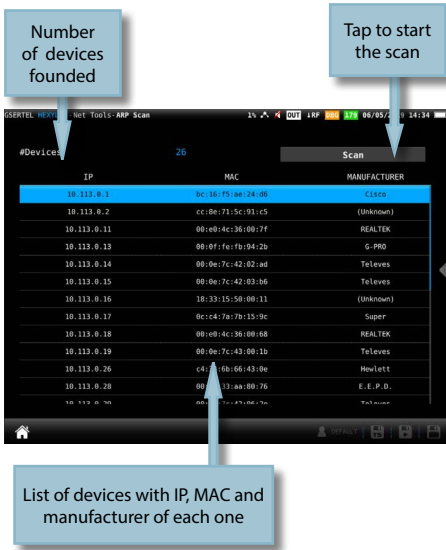 Number
of devices
founded
Tap to start
the scan
GSERTEL Net Tools-ARP Scan 1% OUT ↓RF 179 14:34
#Devices 26 Scan
IP MAC MANUFACTURER
10.113.0.1 bc:16:f5:ae:24:d6 Cisco
10.113.0.2 cc:8e:71:5c:91:c5 (Unknown)
10.113.0.11 00:e0:4c:36:00:7f REALTEK
10.113.0.13 00:0f:fe:fb:94:2b G-PRO
10.113.0.14 00:0e:7c:42:02:ad Televes
10.113.0.15 00:0e:7c:42:03:b6 Televes
10.113.0.16 18:33:15:50:00:11 (Unknown)
10.113.0.17 0c:c4:7a:7b:15:9c Super
10.113.0.18 00:e0:4c:36:00:68 REALTEK
10.113.0.19 00:0e:7c:43:00:1b Televes
10.113.0.26 Hewlett
10.113.0.28 E.E.P.D.
DEFAULT
List of devices with IP, MAC and
manufacturer of each one